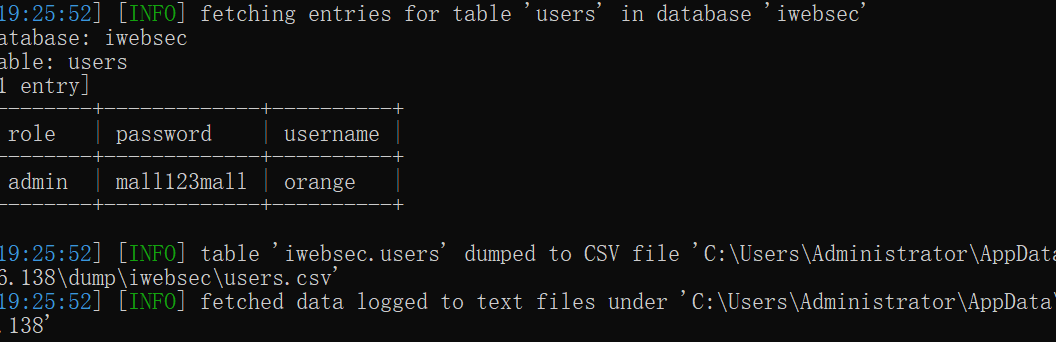 19:25:52] [INFO] fetching entries for table 'users' in database 'iwebsec'
atabase: iwebsec
able: users
1 entry]
--------+-------------+----------+
role | password | username |
--------+-------------+----------+
admin | mall123mall | orange |
--------+-------------+----------+
19:25:52] [INFO] table 'iwebsec.users' dumped to CSV file 'C:\Users\Administrator\AppData
6.138\dump\iwebsec\users.csv'
19:25:52] [INFO] fetched data logged to text files under 'C:\Users\Administrator\AppData\
.138'